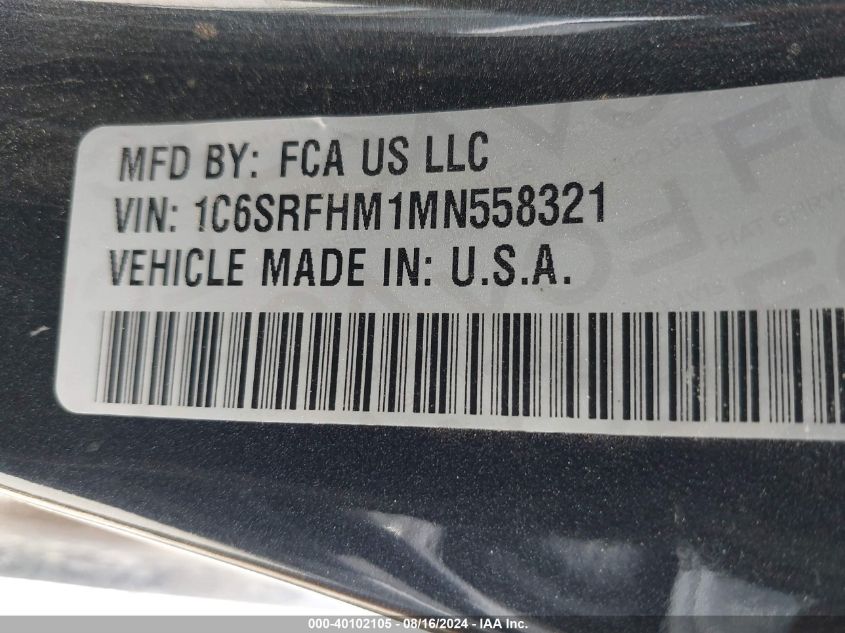 MFD BY: FCA US LLC
VIN: 1C6SRFHM1MN558321
VEHICLE MADE IN: U.S.A.
000-40102105 - 08/16/2024 - IAA Inc.